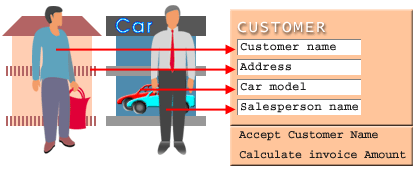 Car
CUSTOMER
Customer name
Address
Car model
Salesperson name
Accept Customer Name
Calculate invoice Amount